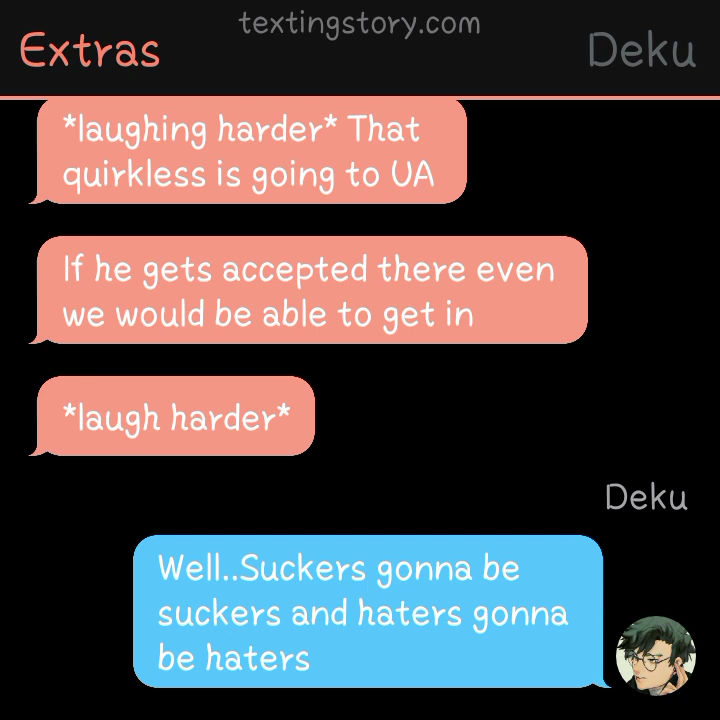 textingstory.com
Extras
Deku
*laughing harder* That
quirkless is going to UA
If he gets accepted there even
we would be able to get in
*laugh harder*
Deku
Well..Suckers gonna be
suckers and haters gonna
be haters